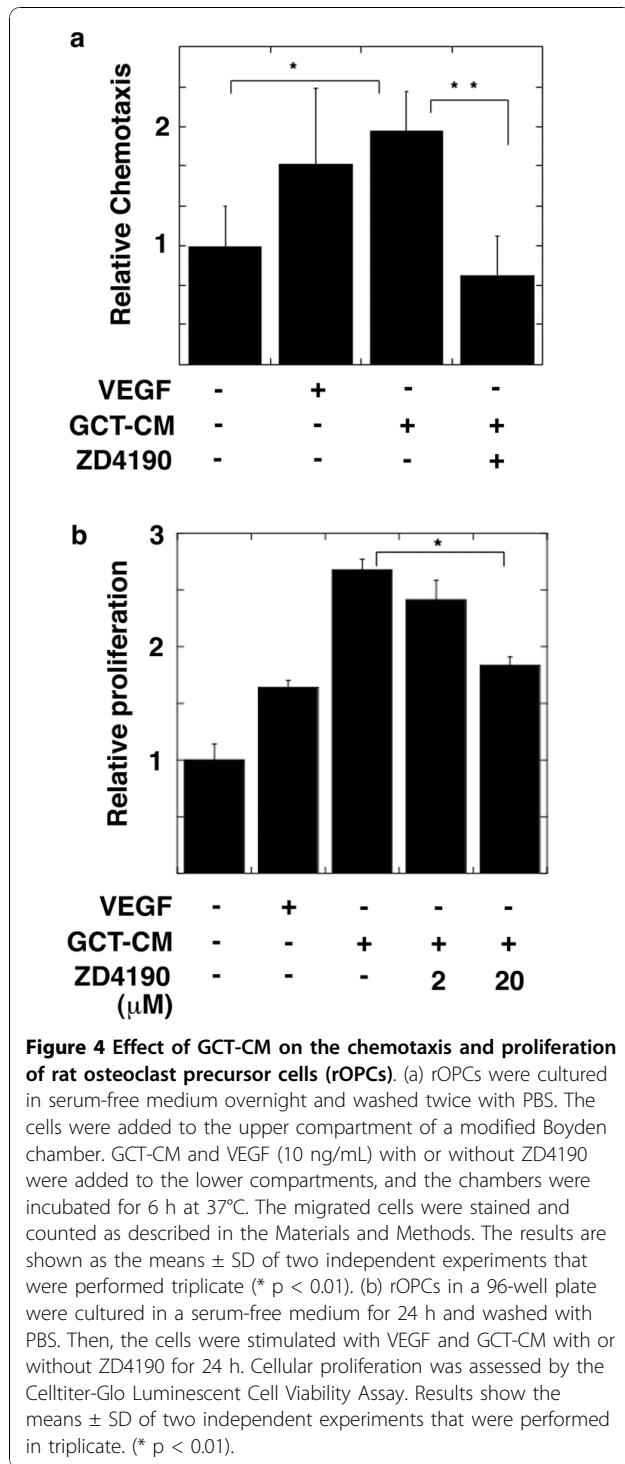 a
Relative Chemotaxis
2
1
*
* *
VEGF - + - -
GCT-CM - - + +
ZD4190 - - - +
b
Relative proliferation
3
2
1
*
VEGF - + - - -
GCT-CM - - + + +
ZD4190 - - - 2 20
(μM)
Figure 4 Effect of GCT-CM on the chemotaxis and proliferation
of rat osteoclast precursor cells (rOPCs). (a) rOPCs were cultured
in serum-free medium overnight and washed twice with PBS. The
cells were added to the upper compartment of a modified Boyden
chamber. GCT-CM and VEGF (10 ng/mL) with or without ZD4190
were added to the lower compartments, and the chambers were
incubated for 6 h at 37°C. The migrated cells were stained and
counted as described in the Materials and Methods. The results are
shown as the means ± SD of two independent experiments that
were performed triplicate (* p < 0.01). (b) rOPCs in a 96-well plate
were cultured in a serum-free medium for 24 h and washed with
PBS. Then, the cells were stimulated with VEGF and GCT-CM with or
without ZD4190 for 24 h. Cellular proliferation was assessed by the
Celltiter-Glo Luminescent Cell Viability Assay. Results show the
means ± SD of two independent experiments that were performed
in triplicate. (* p < 0.01).